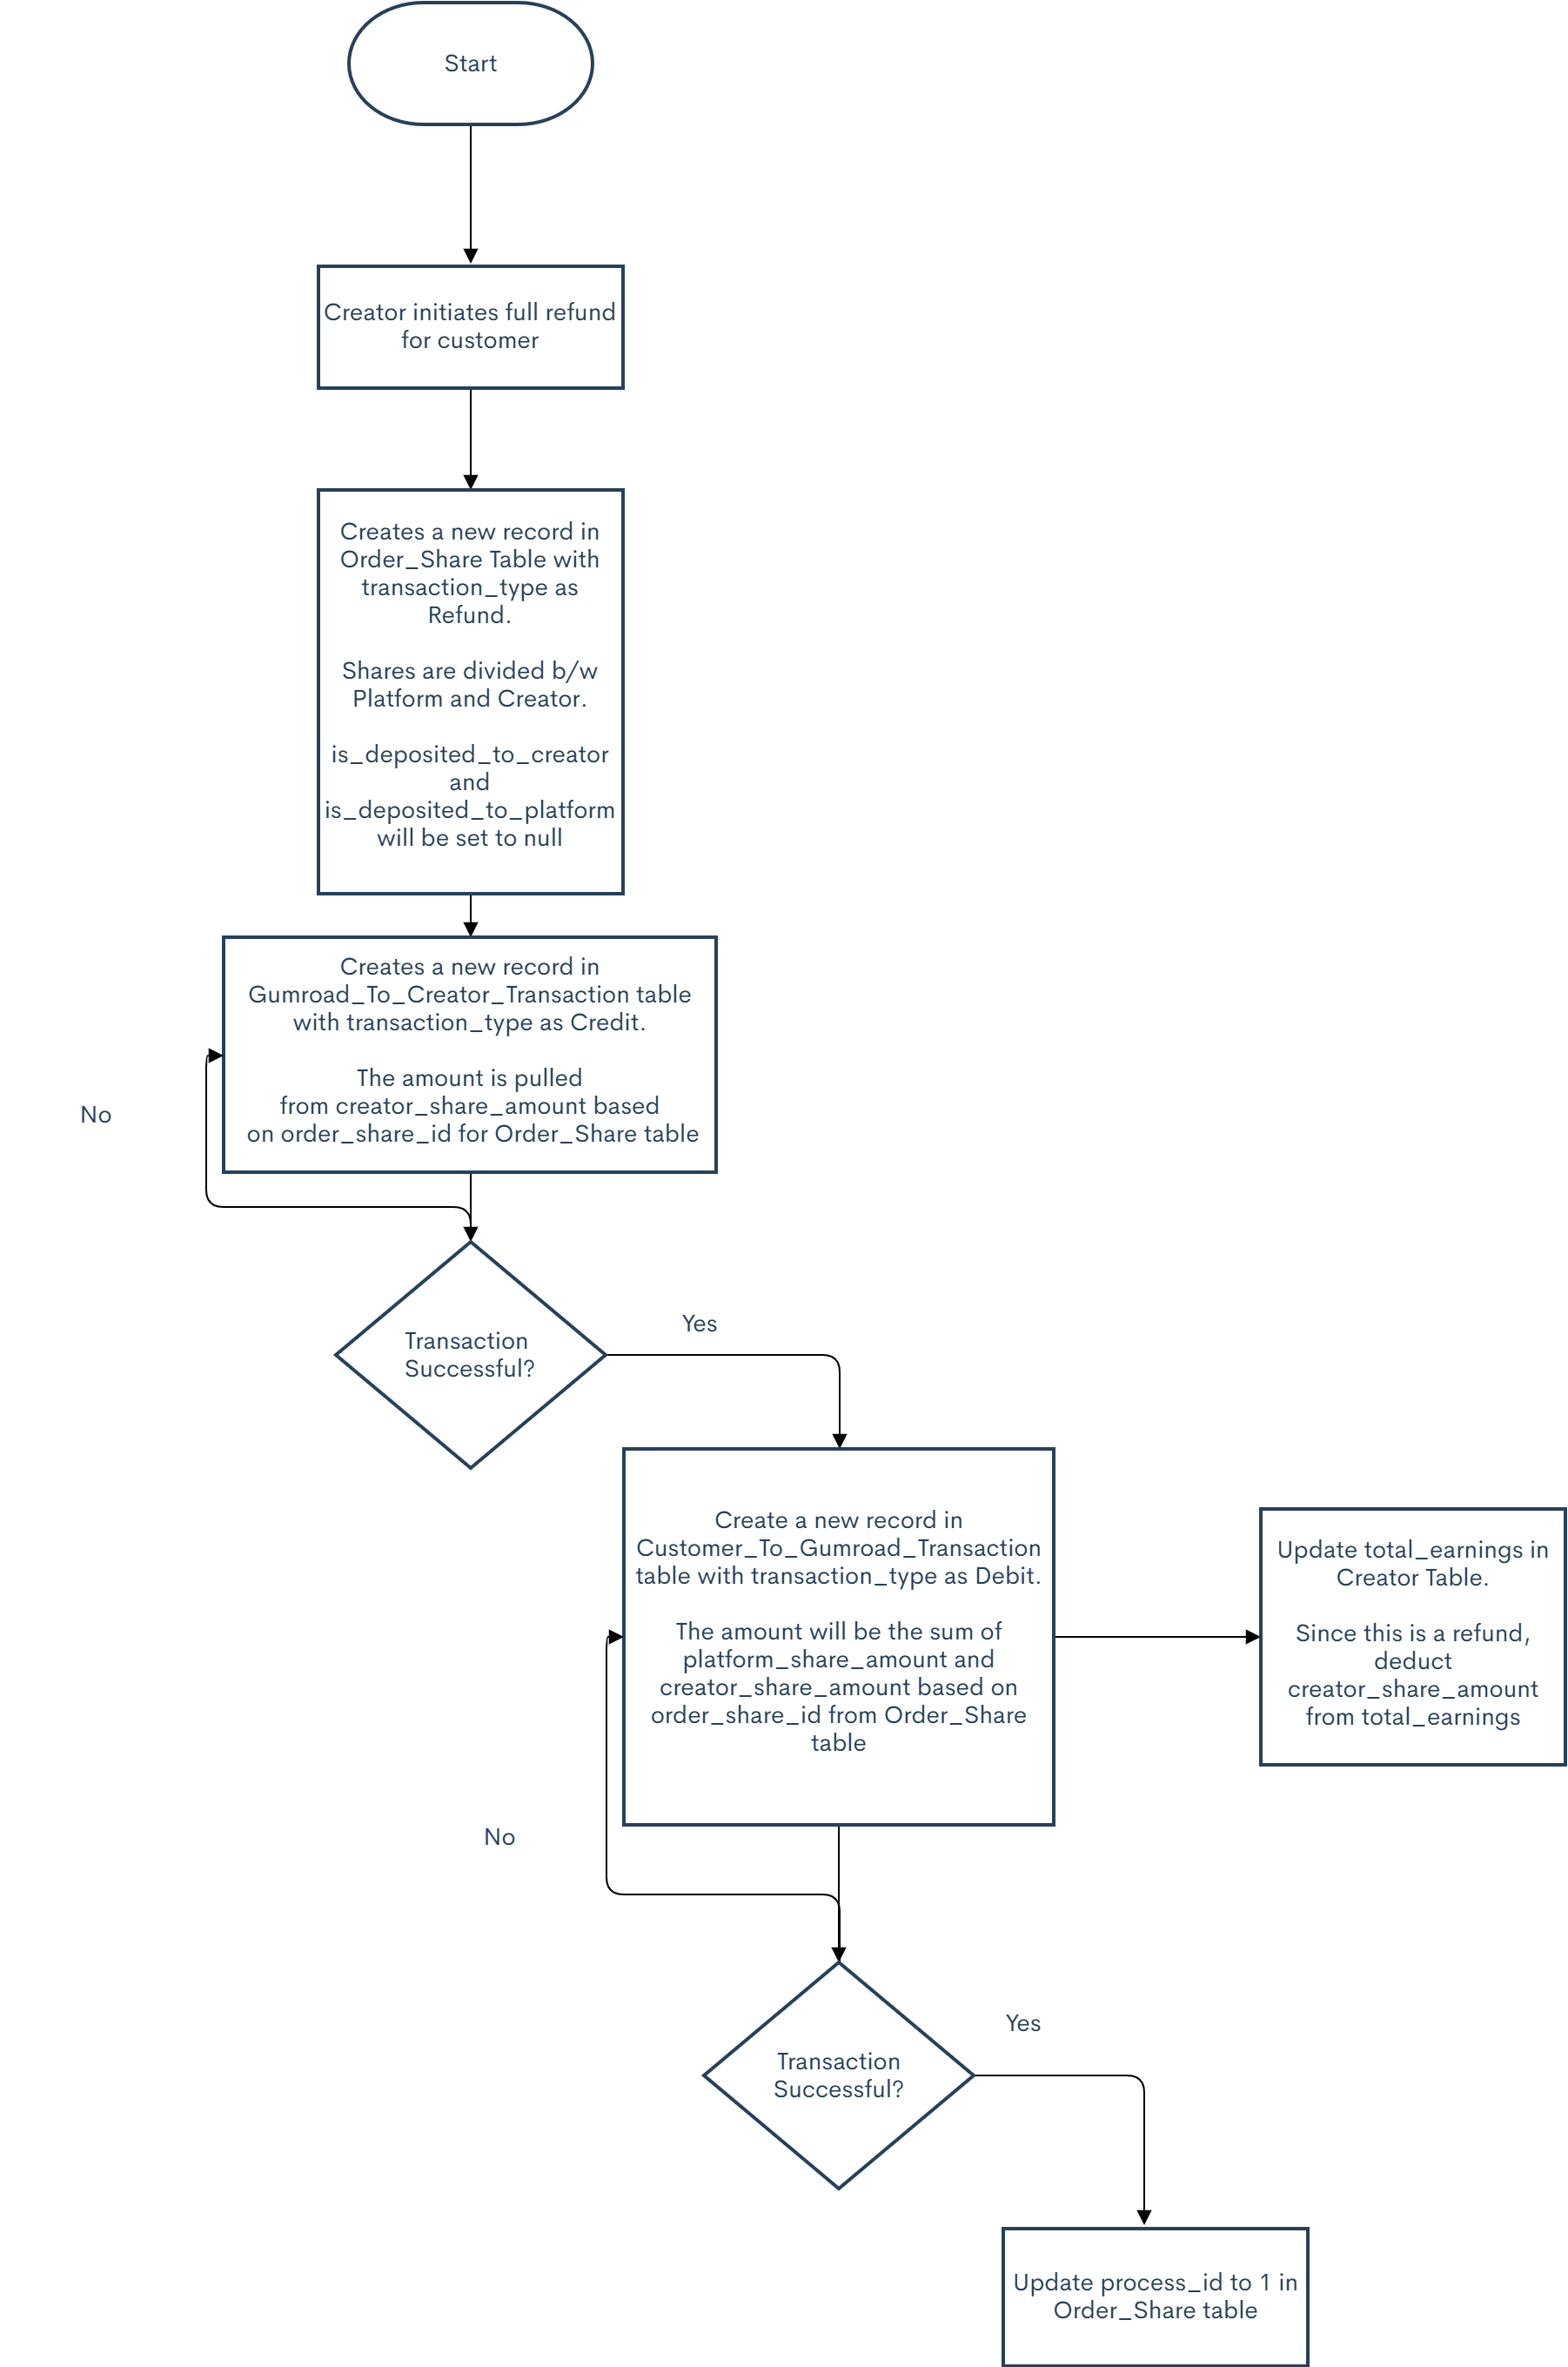 Start
Creator initiates full refund
for customer
Creates a new record in
Order_Share Table with
transaction_type as
Refund.
Shares are divided b/w
Platform and Creator.
is_deposited_to_creator
and
is_deposited_to_platform
will be set to null
Creates a new record in
Gumroad_To_Creator_Transaction table
with transaction_type as Credit.
The amount is pulled
from creator_share_amount based
on order_share_id for Order_Share table
No
Transaction
Successful?
Yes
Create a new record in
Customer_To_Gumroad_Transaction
table with transaction_type as Debit.
The amount will be the sum of
platform_share_amount and
creator_share_amount based on
order_share_id from Order_Share
table
Update total_earnings in
Creator Table.
Since this is a refund,
deduct
creator_share_amount
from total_earnings
No
Transaction
Successful?
Yes
Update process_id to 1 in
Order_Share table